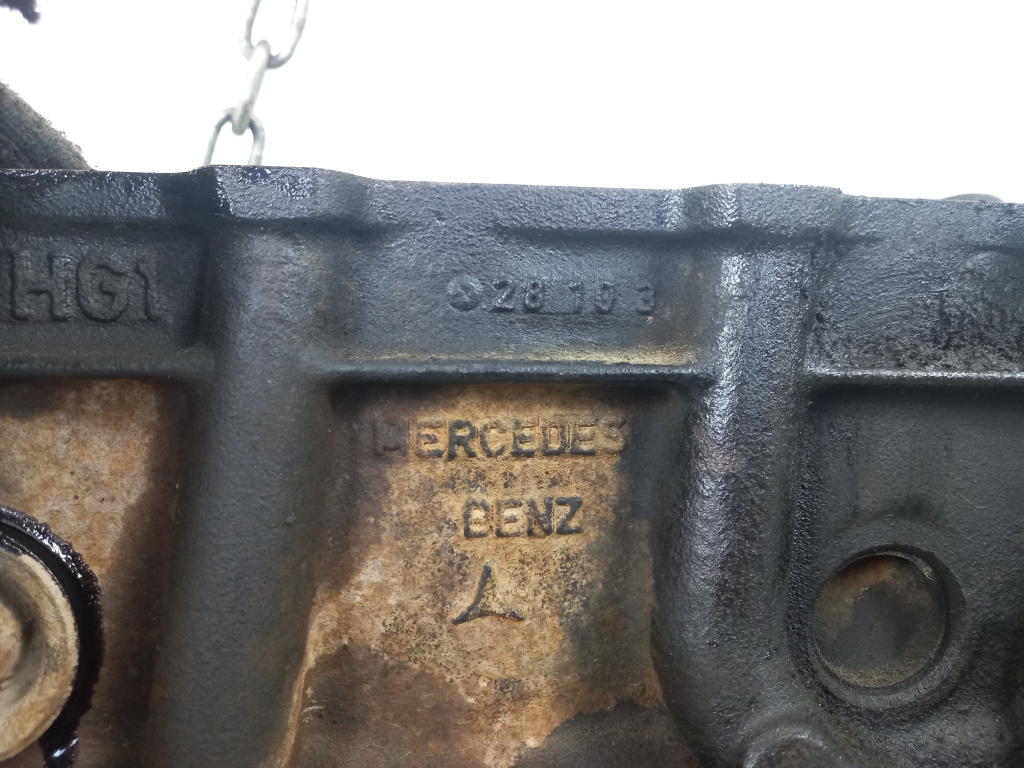 HG1
28 10 3
MERCEDES
BENZ